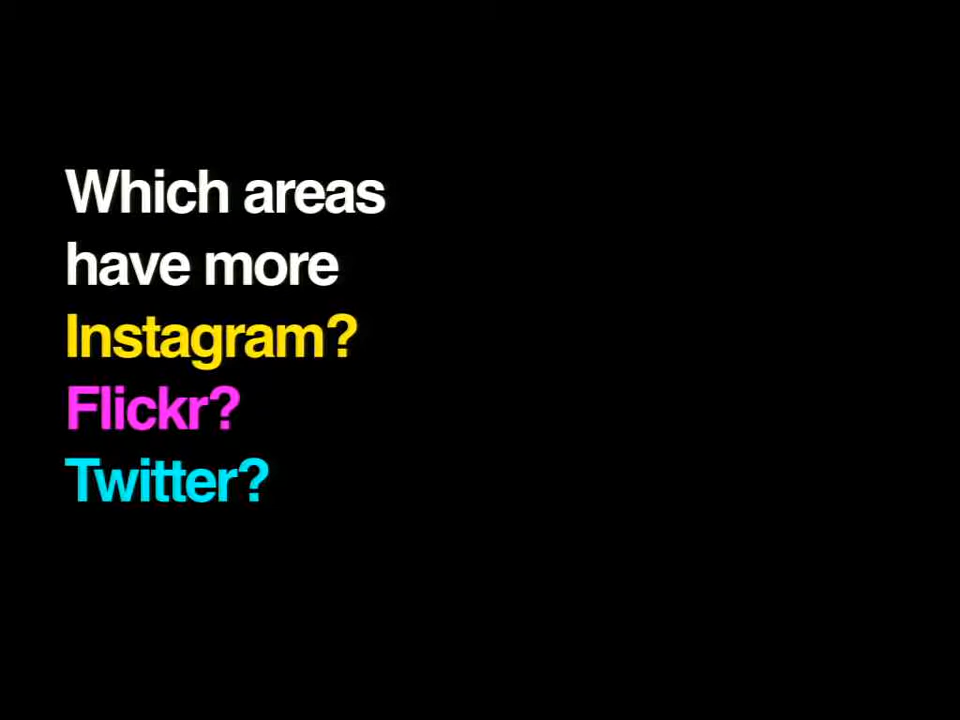 Which areas
have more
Instagram?
Flickr?
Twitter?